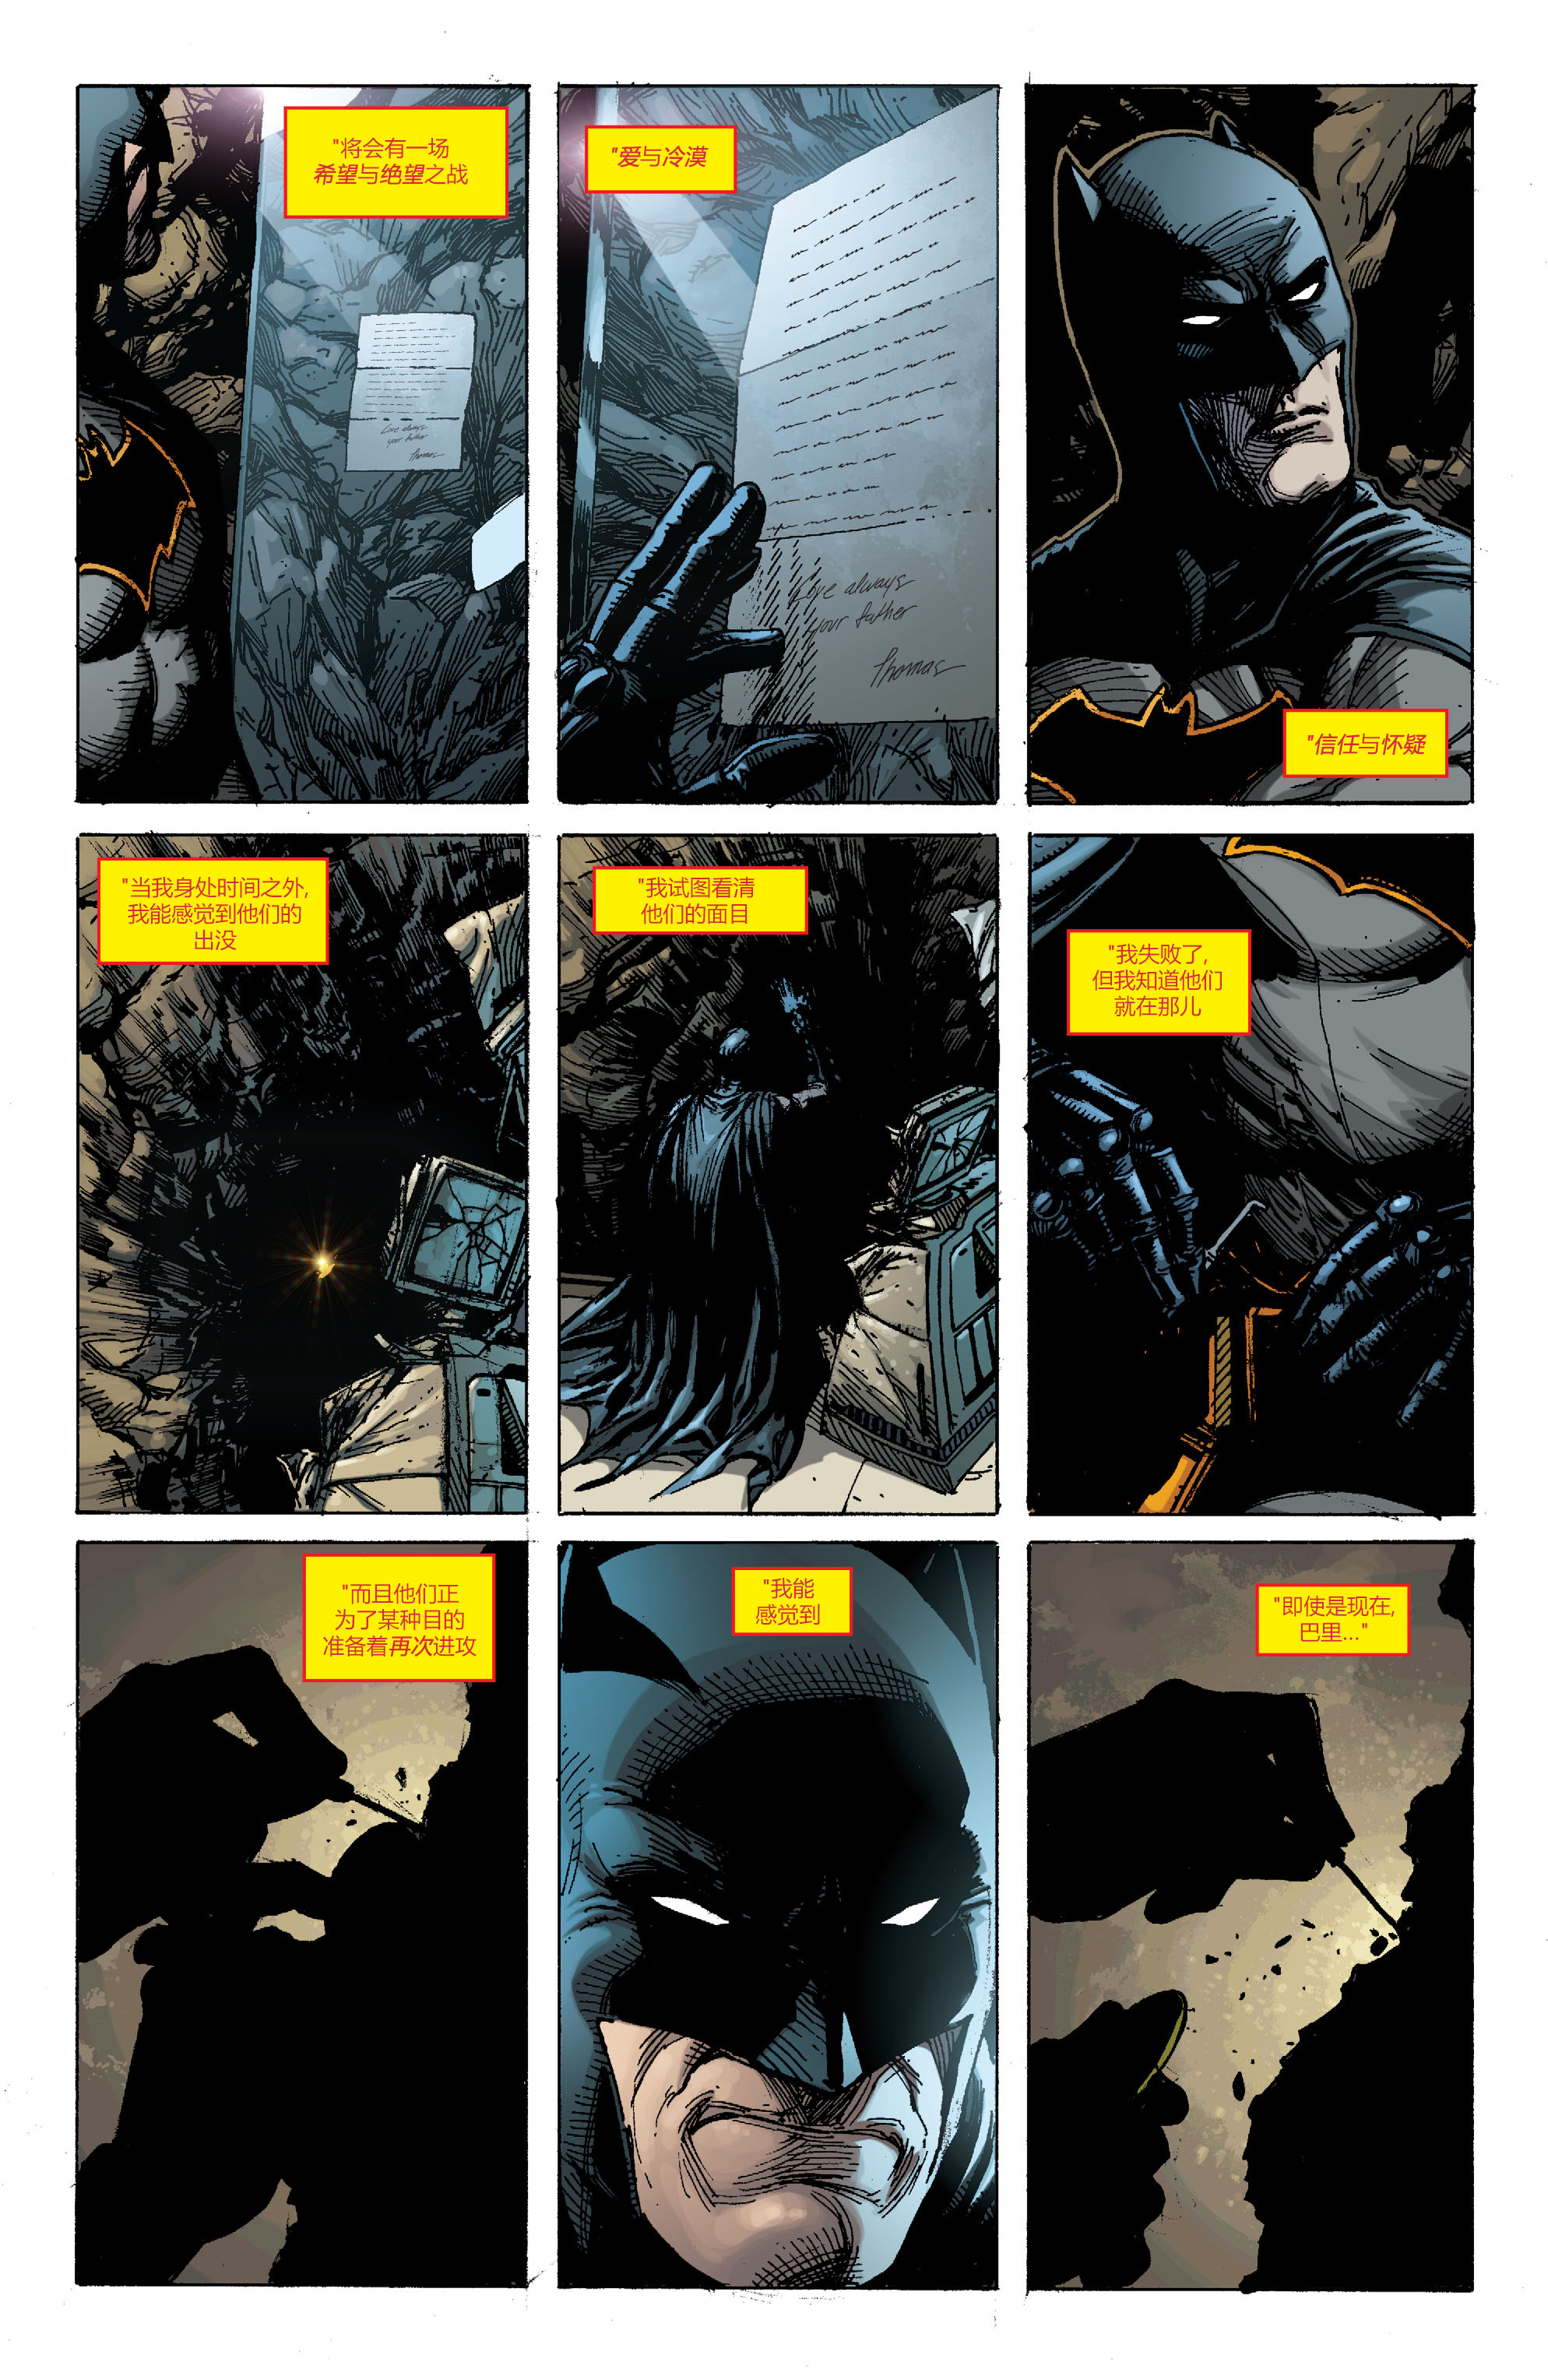 "将会有一场
希望与绝望之战
Love always
your father
Thomas
"爱与冷漠
Love always
your father
Thomas
"信任与怀疑
"当我身处时间之外,
我能感觉到他们的
出没
"我试图看清
他们的面目
"我失败了,
但我知道他们
就在那儿
"而且他们正
为了某种目的
准备着再次进攻
"我能
感觉到
"即使是现在,
巴里..."